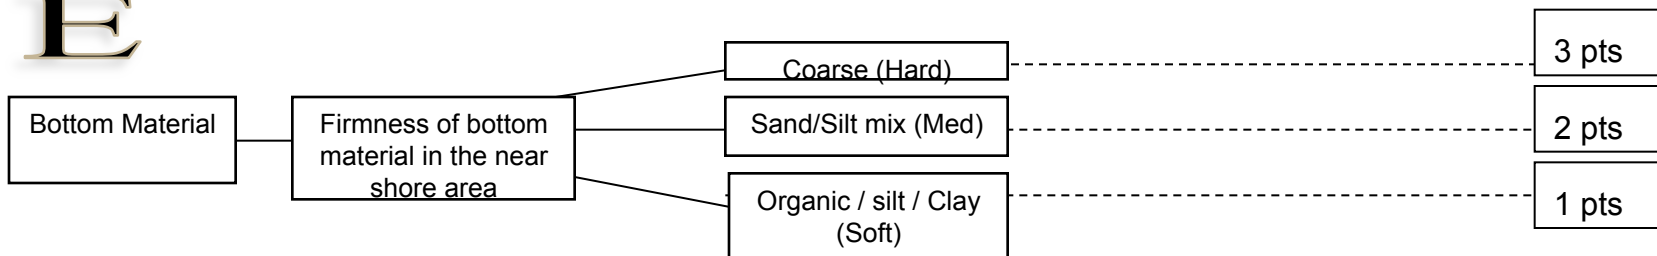 E
Bottom Material
Firmness of bottom
material in the near
shore area
Coarse (Hard)
3 pts
Sand/Silt mix (Med)
2 pts
Organic / silt / Clay
(Soft)
1 pts